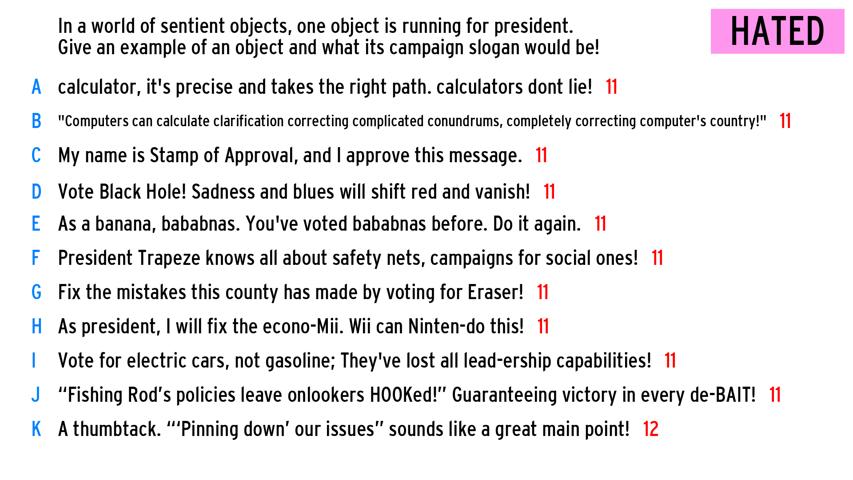 In a world of sentient objects, one object is running for president.
Give an example of an object and what its campaign slogan would be!
HATED
A calculator, it's precise and takes the right path. calculators dont lie! 11
B "Computers can calculate clarification correcting complicated conundrums, completely correcting computer's country!" 11
C My name is Stamp of Approval, and I approve this message. 11
D Vote Black Hole! Sadness and blues will shift red and vanish! 11
E As a banana, bababnas. You've voted bababnas before. Do it again. 11
F President Trapeze knows all about safety nets, campaigns for social ones! 11
G Fix the mistakes this county has made by voting for Eraser! 11
H As president, I will fix the econo-Mii. Wii can Ninten-do this! 11
I Vote for electric cars, not gasoline; They've lost all lead-ership capabilities! 11
J “Fishing Rod’s policies leave onlookers HOOKed!” Guaranteeing victory in every de-BAIT! 11
K A thumbtack. “‘Pinning down’ our issues” sounds like a great main point! 12